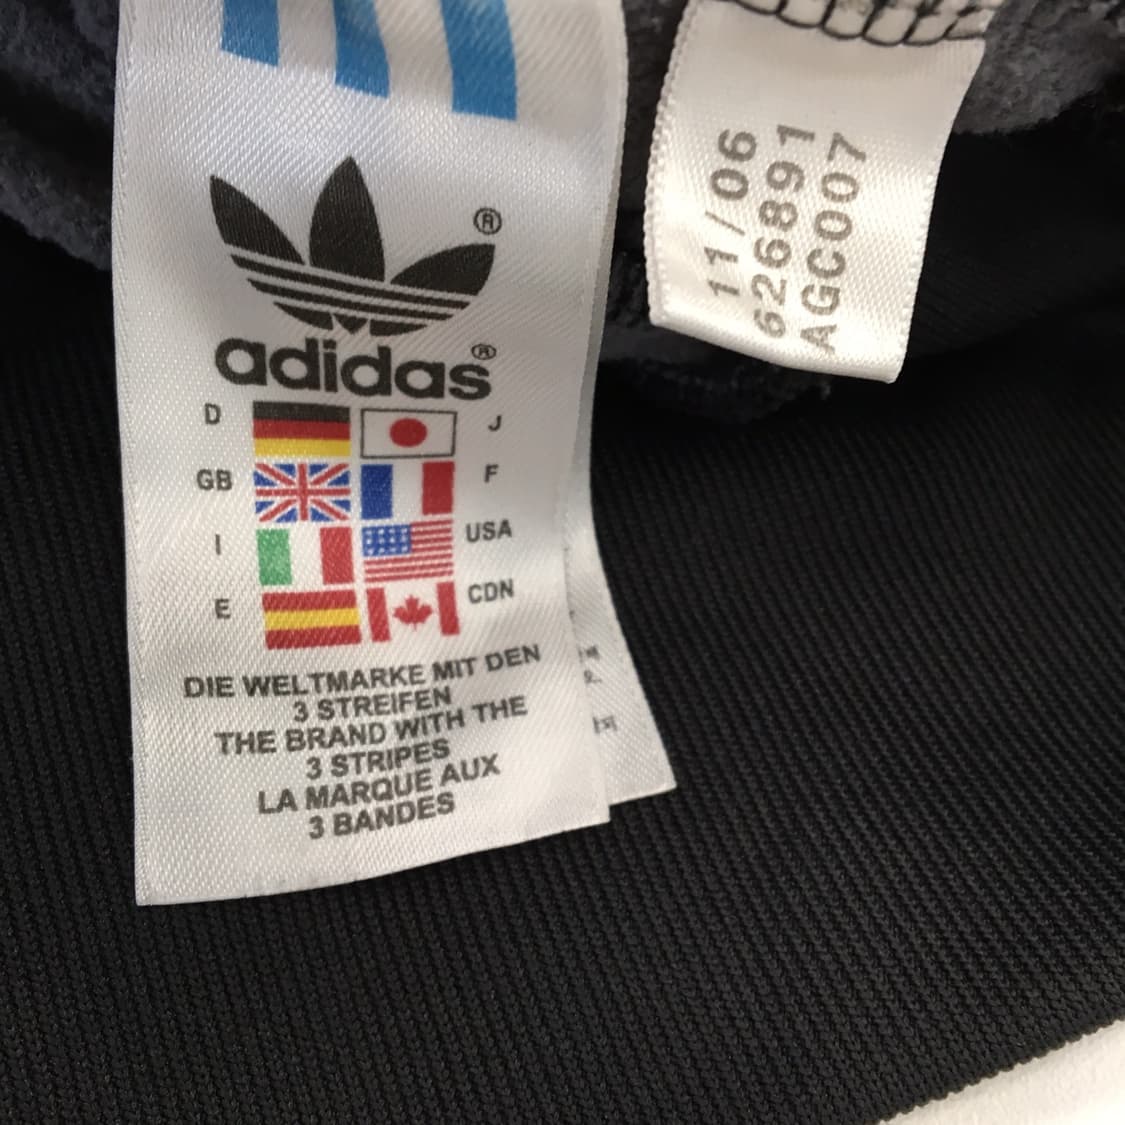 ®
adidas®
D
J
GB
F
I
USA
E
CDN
DIE WELTMARKE MIT DEN
3 STREIFEN
THE BRAND WITH THE
3 STRIPES
LA MARQUE AUX
3 BANDES
11/06
626891
AGC007